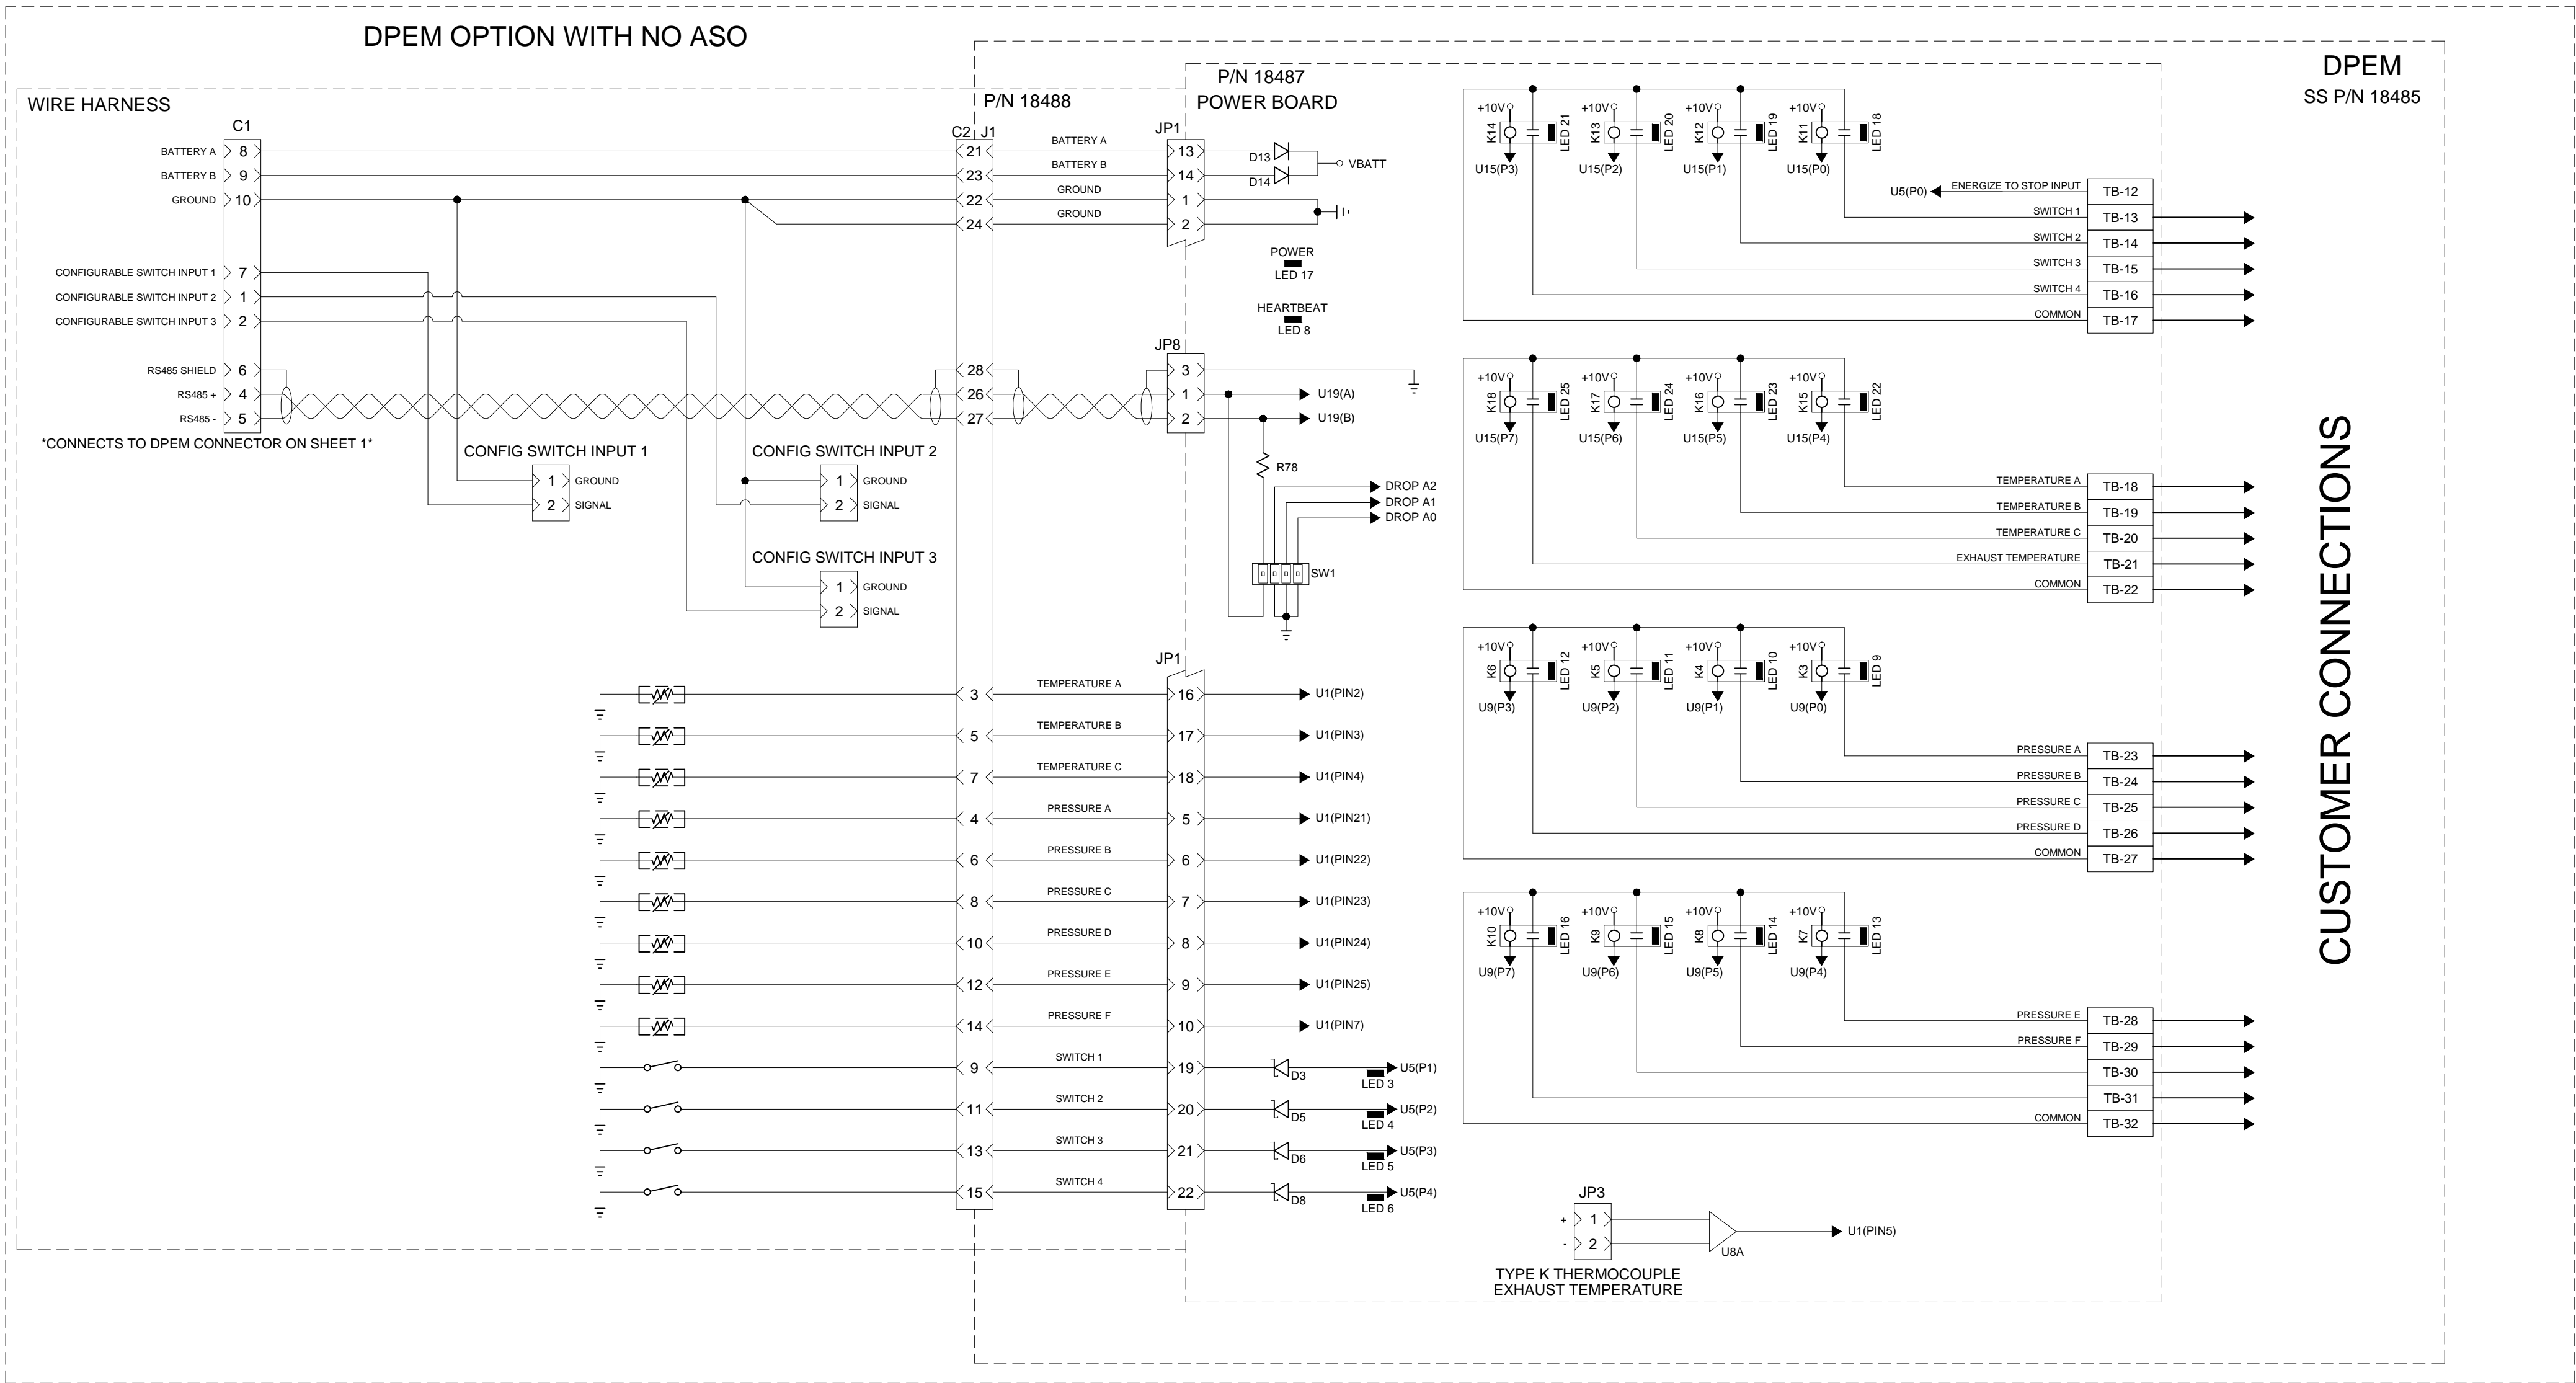 DPEM OPTION WITH NO ASO
DPEM
SS P/N 18485
WIRE HARNESS
P/N 18488
P/N 18487
POWER BOARD
C1
BATTERY A 8
BATTERY B 9
GROUND 10
CONFIGURABLE SWITCH INPUT 1 7
CONFIGURABLE SWITCH INPUT 2 1
CONFIGURABLE SWITCH INPUT 3 2
RS485 SHIELD 6
RS485 + 4
RS485 - 5
*CONNECTS TO DPEM CONNECTOR ON SHEET 1*
CONFIG SWITCH INPUT 1
1 GROUND
2 SIGNAL
CONFIG SWITCH INPUT 2
1 GROUND
2 SIGNAL
CONFIG SWITCH INPUT 3
1 GROUND
2 SIGNAL
C2 J1 JP1
21 BATTERY A 13 D13
23 BATTERY B 14 D14
VBATT
22 GROUND 1
24 GROUND 2
POWER
LED 17
HEARTBEAT
LED 8
JP8
28 3
26 1 U19(A)
27 2 U19(B)
R78
DROP A2
DROP A1
DROP A0
SW1
JP1
3 TEMPERATURE A 16 U1(PIN2)
5 TEMPERATURE B 17 U1(PIN3)
7 TEMPERATURE C 18 U1(PIN4)
4 PRESSURE A 5 U1(PIN21)
6 PRESSURE B 6 U1(PIN22)
8 PRESSURE C 7 U1(PIN23)
10 PRESSURE D 8 U1(PIN24)
12 PRESSURE E 9 U1(PIN25)
14 PRESSURE F 10 U1(PIN7)
9 SWITCH 1 19 D3 LED 3 U5(P1)
11 SWITCH 2 20 D5 LED 4 U5(P2)
13 SWITCH 3 21 D6 LED 5 U5(P3)
15 SWITCH 4 22 D8 LED 6 U5(P4)
+10V +10V +10V +10V
K14 LED 21 K13 LED 20 K12 LED 19 K11 LED 18
U15(P3) U15(P2) U15(P1) U15(P0)
U5(P0) ENERGIZE TO STOP INPUT TB-12
SWITCH 1 TB-13
SWITCH 2 TB-14
SWITCH 3 TB-15
SWITCH 4 TB-16
COMMON TB-17
+10V +10V +10V +10V
K18 LED 25 K17 LED 24 K16 LED 23 K15 LED 22
U15(P7) U15(P6) U15(P5) U15(P4)
TEMPERATURE A TB-18
TEMPERATURE B TB-19
TEMPERATURE C TB-20
EXHAUST TEMPERATURE TB-21
COMMON TB-22
+10V +10V +10V +10V
K6 LED 12 K5 LED 11 K4 LED 10 K3 LED 9
U9(P3) U9(P2) U9(P1) U9(P0)
PRESSURE A TB-23
PRESSURE B TB-24
PRESSURE C TB-25
PRESSURE D TB-26
COMMON TB-27
+10V +10V +10V +10V
K10 LED 16 K9 LED 15 K8 LED 14 K7 LED 13
U9(P7) U9(P6) U9(P5) U9(P4)
PRESSURE E TB-28
PRESSURE F TB-29
TB-30
TB-31
COMMON TB-32
JP3
+ 1
- 2
U8A
U1(PIN5)
TYPE K THERMOCOUPLE
EXHAUST TEMPERATURE
CUSTOMER CONNECTIONS